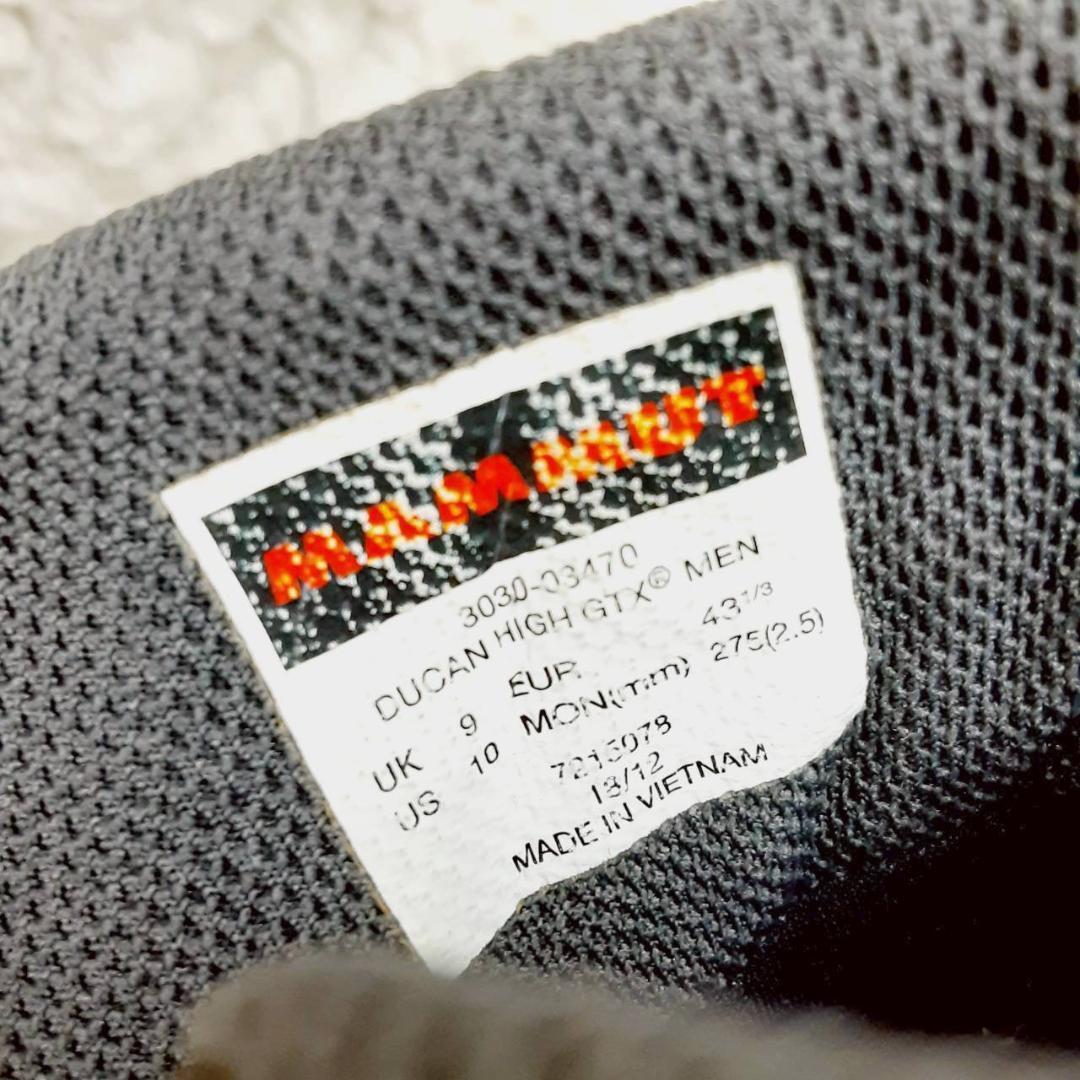 MAMMUT
3030-03470
DUCAN HIGH GTX® MEN
UK 9 EUR 43 1/3
US 10 MON(mm) 275(2.5)
18/12
MADE IN VIETNAM